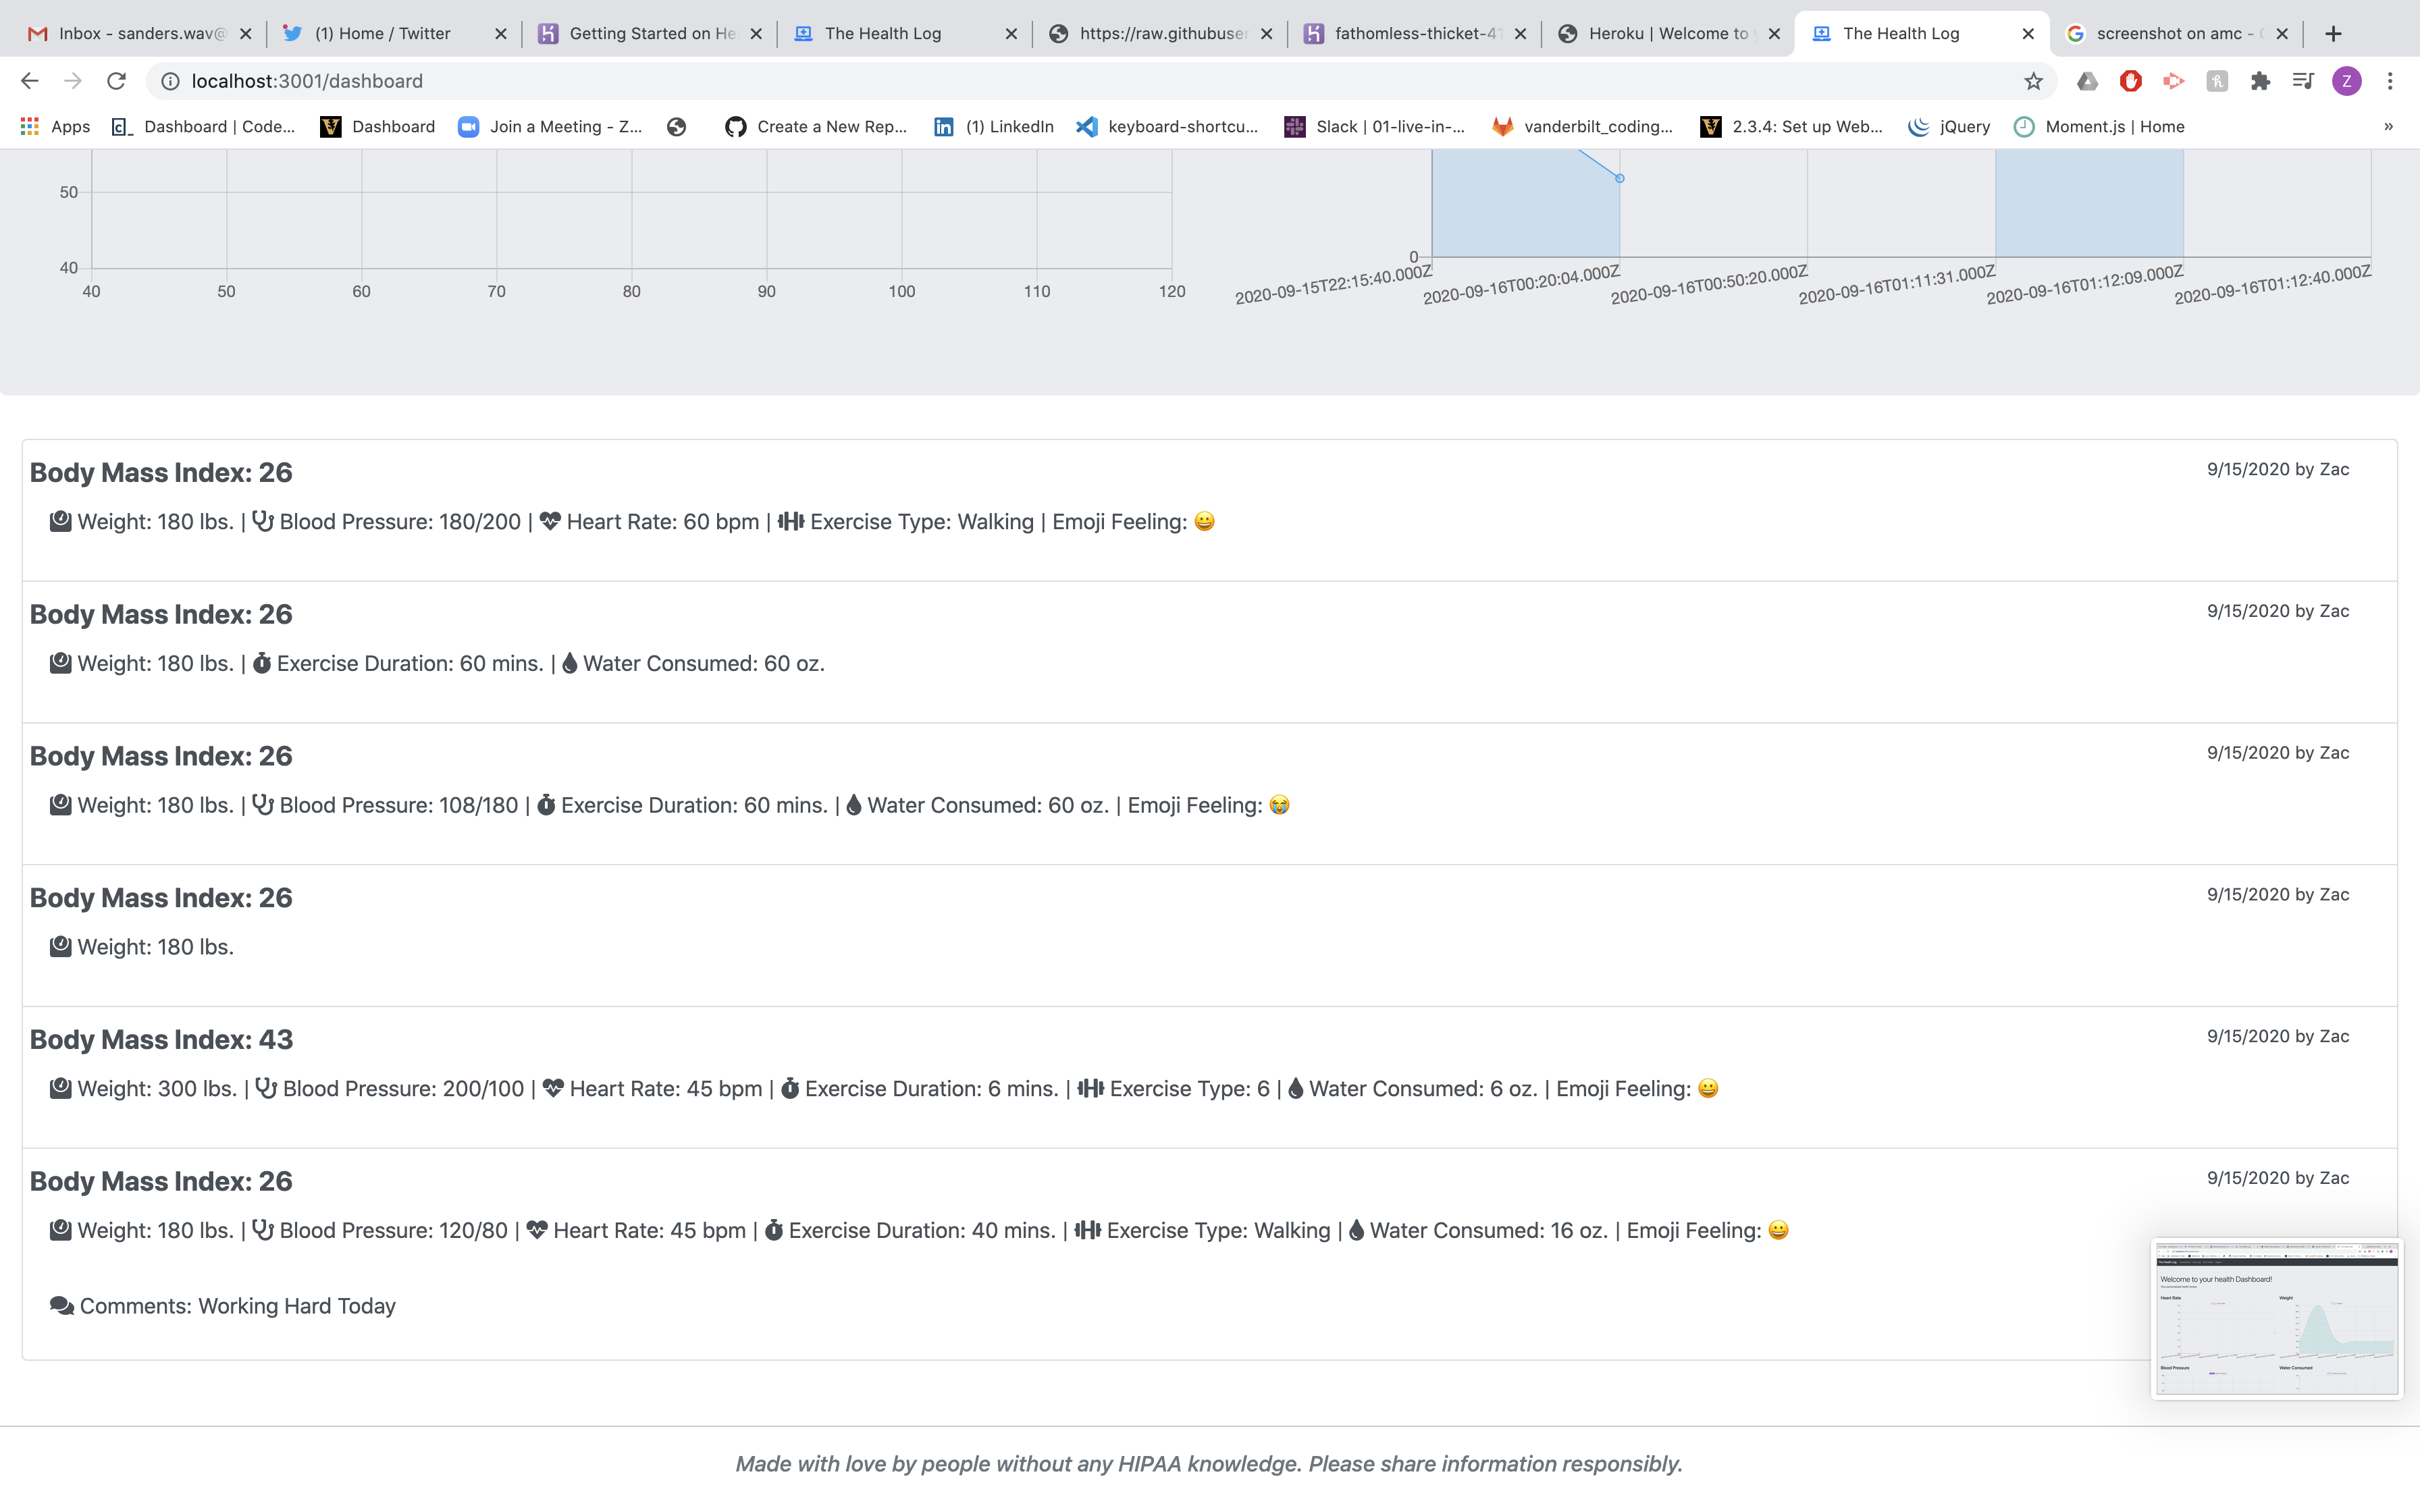 Inbox - sanders.wav@
(1) Home / Twitter
Getting Started on He
The Health Log
https://raw.githubuser
fathomless-thicket-41
Heroku | Welcome to
The Health Log
screenshot on amc -
localhost:3001/dashboard
Z
Apps
Dashboard | Code...
Dashboard
Join a Meeting - Z...
Create a New Rep...
(1) LinkedIn
keyboard-shortcu...
Slack | 01-live-in-...
vanderbilt_coding...
2.3.4: Set up Web...
jQuery
Moment.js | Home
»
50
40
40 50 60 70 80 90 100 110 120
0
2020-09-15T22:15:40.000Z
2020-09-16T00:20:04.000Z
2020-09-16T00:50:20.000Z
2020-09-16T01:11:31.000Z
2020-09-16T01:12:09.000Z
2020-09-16T01:12:40.000Z
Body Mass Index: 26
9/15/2020 by Zac
Weight: 180 lbs. | Blood Pressure: 180/200 | Heart Rate: 60 bpm | Exercise Type: Walking | Emoji Feeling: 😀
Body Mass Index: 26
9/15/2020 by Zac
Weight: 180 lbs. | Exercise Duration: 60 mins. | Water Consumed: 60 oz.
Body Mass Index: 26
9/15/2020 by Zac
Weight: 180 lbs. | Blood Pressure: 108/180 | Exercise Duration: 60 mins. | Water Consumed: 60 oz. | Emoji Feeling: 😭
Body Mass Index: 26
9/15/2020 by Zac
Weight: 180 lbs.
Body Mass Index: 43
9/15/2020 by Zac
Weight: 300 lbs. | Blood Pressure: 200/100 | Heart Rate: 45 bpm | Exercise Duration: 6 mins. | Exercise Type: 6 | Water Consumed: 6 oz. | Emoji Feeling: 😀
Body Mass Index: 26
9/15/2020 by Zac
Weight: 180 lbs. | Blood Pressure: 120/80 | Heart Rate: 45 bpm | Exercise Duration: 40 mins. | Exercise Type: Walking | Water Consumed: 16 oz. | Emoji Feeling: 😀
Comments: Working Hard Today
Welcome to your health Dashboard!
Heart Rate
Weight
Blood Pressure
Water Consumed
Made with love by people without any HIPAA knowledge. Please share information responsibly.